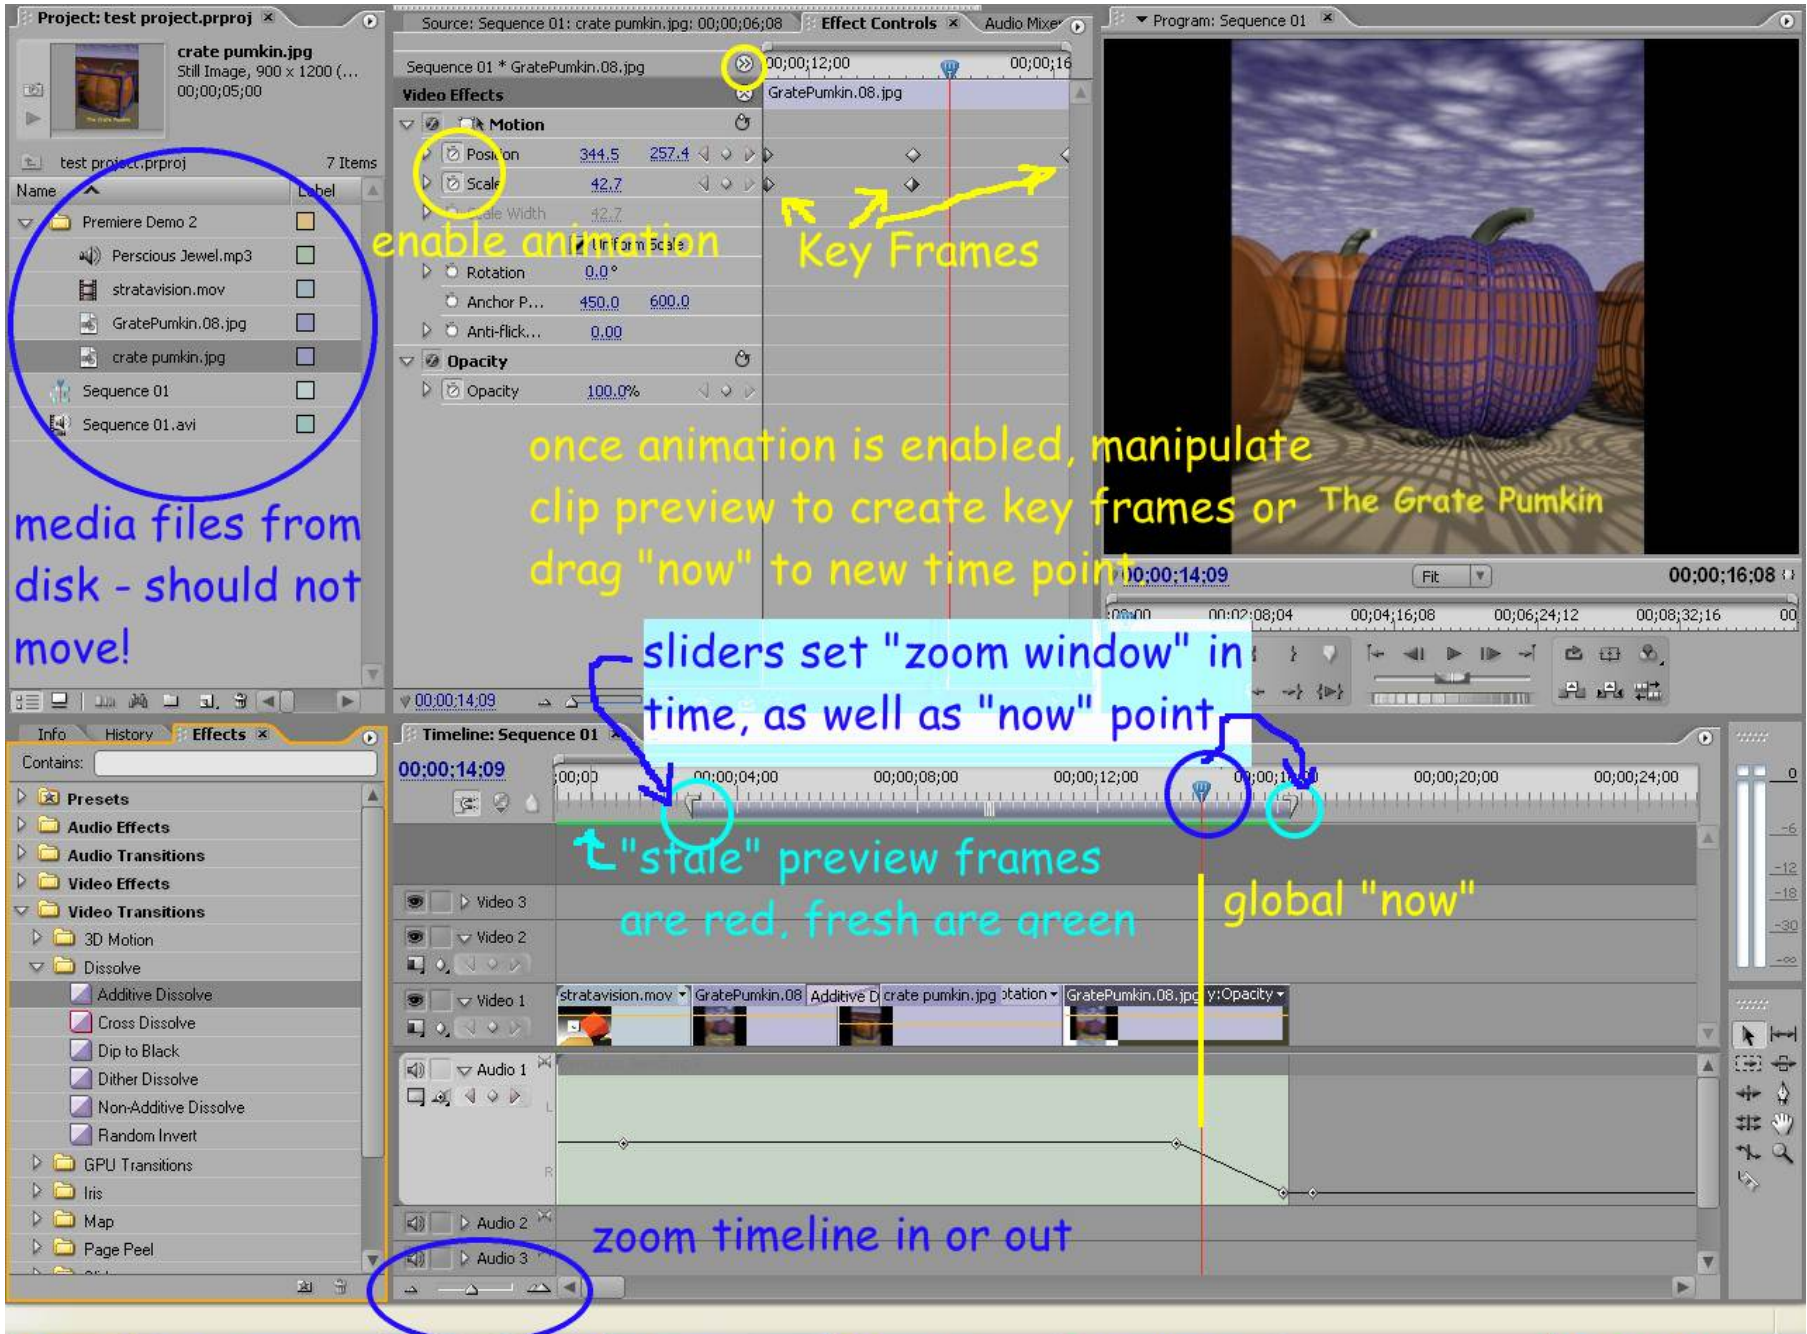 Project: test project.prproj
crate pumkin.jpg
Still Image, 900 x 1200 (...
00;00;05;00
test project.prproj 7 Items
Name Label
Premiere Demo 2
Perscious Jewel.mp3
stratavision.mov
GratePumkin.08.jpg
crate pumkin.jpg
Sequence 01
Sequence 01.avi
media files from
disk - should not
move!
Source: Sequence 01: crate pumkin.jpg: 00;00;06;08 Effect Controls Audio Mixer
Sequence 01 * GratePumkin.08.jpg
00;00;12;00 00;00;16
Video Effects
GratePumkin.08.jpg
Motion
Position 344.5 257.4
Scale 42.7
Scale Width 42.7
enable animation
Uniform Scale
Key Frames
Rotation 0.0°
Anchor P... 450.0 600.0
Anti-flick... 0.00
Opacity
Opacity 100.0%
once animation is enabled, manipulate
clip preview to create key frames or
drag "now" to new time point.
00;00;14;09
Program: Sequence 01
The Grate Pumkin
00;00;14;09 Fit 00;00;16;08
00;02;08;04 00;04;16;08 00;06;24;12 00;08;32;16 00
sliders set "zoom window" in
time, as well as "now" point
Info History Effects
Contains:
Presets
Audio Effects
Audio Transitions
Video Effects
Video Transitions
3D Motion
Dissolve
Additive Dissolve
Cross Dissolve
Dip to Black
Dither Dissolve
Non-Additive Dissolve
Random Invert
GPU Transitions
Iris
Map
Page Peel
Timeline: Sequence 01
00;00;14;09
;00;00 00;00;04;00 00;00;08;00 00;00;12;00 00;00;20;00 00;00;24;00
"stale" preview frames
are red, fresh are green
global "now"
Video 3
Video 2
Video 1
stratavision.mov GratePumkin.08 Additive D crate pumkin.jpg otation GratePumkin.08.jpg y:Opacity
Audio 1
L
R
Audio 2
Audio 3
zoom timeline in or out
0
-6
-12
-18
-30
-∞